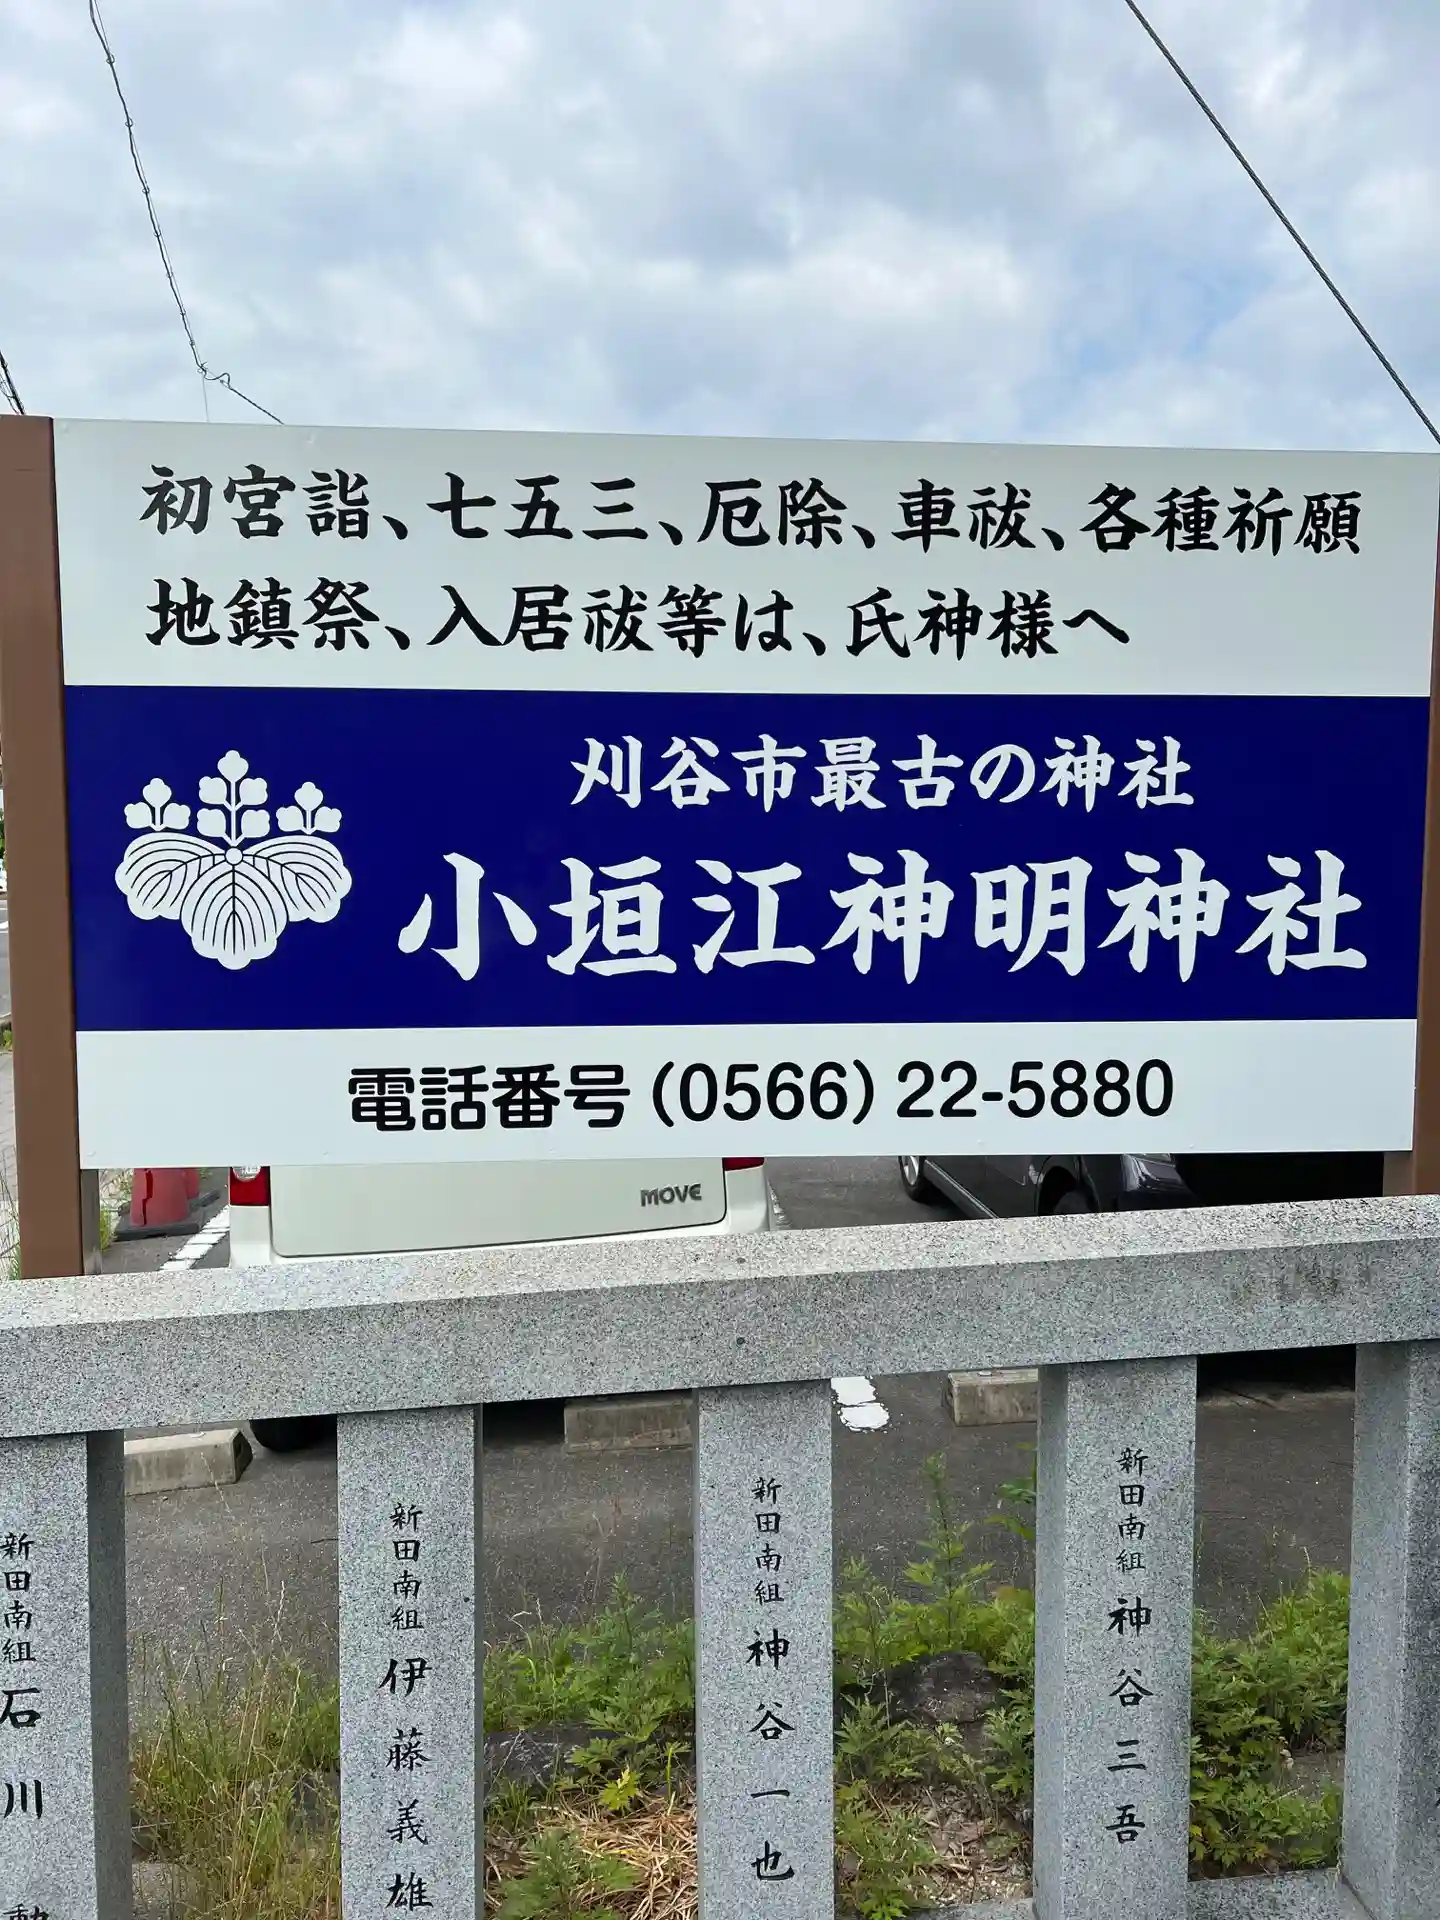 初宮詣、七五三、厄除、車祓、各種祈願
地鎮祭、入居祓等は、氏神様へ
刈谷市最古の神社
小垣江神明神社
電話番号(0566)22-5880
MOVE
新田南組 石川
新田南組 伊藤義雄
新田南組 神谷一也
新田南組 神谷三吾